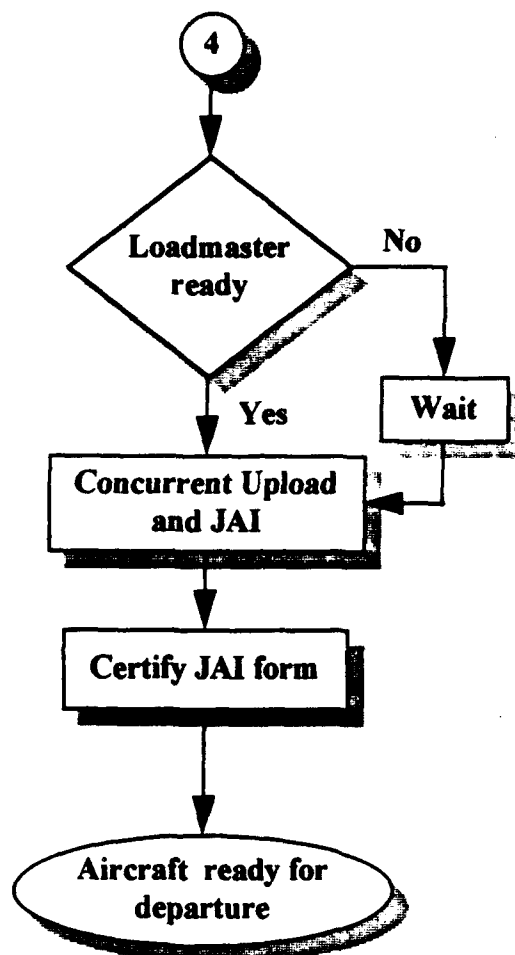 4
Loadmaster
ready
No
Wait
Yes
Concurrent Upload
and JAI
Certify JAI form
Aircraft ready for
departure